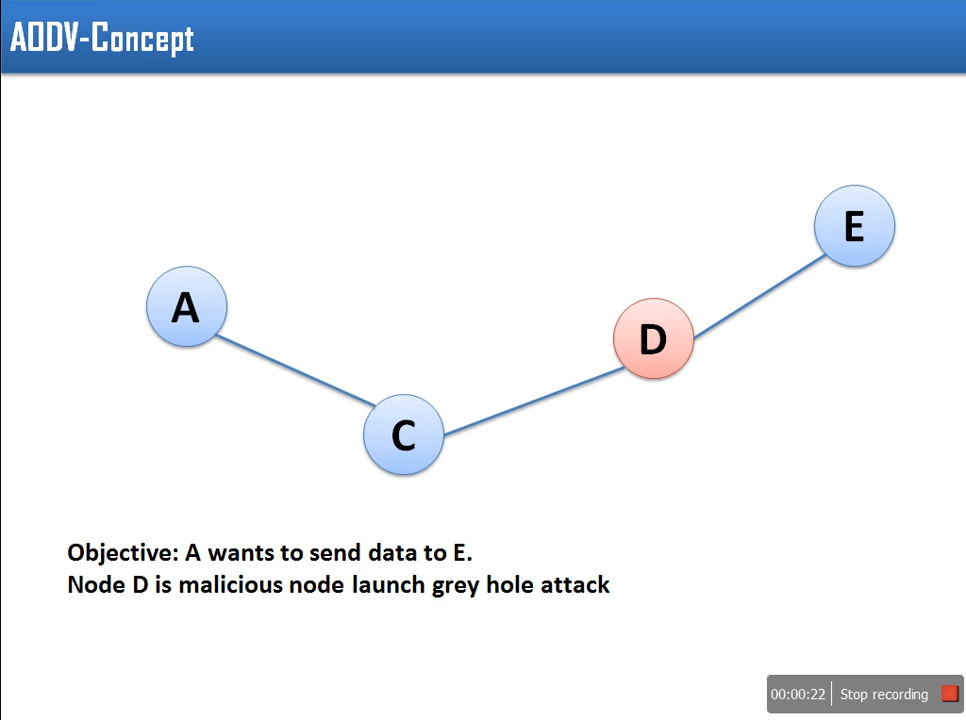 AODV-Concept
E
A
D
C
Objective: A wants to send data to E.
Node D is malicious node launch grey hole attack
00:00:22 Stop recording